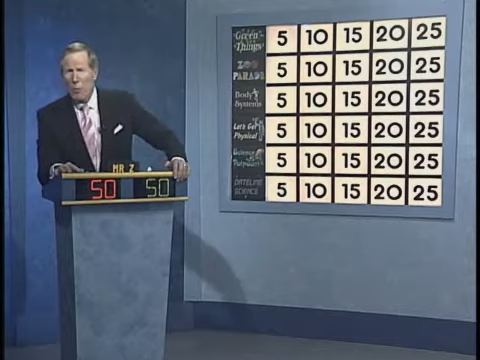 Green Things 5 10 15 20 25
ZOO PARADE 5 10 15 20 25
Body Systems 5 10 15 20 25
Let's Get Physical 5 10 15 20 25
Science Potpourri 5 10 15 20 25
DATELINE SCIENCE 5 10 15 20 25
MR Z
50 50